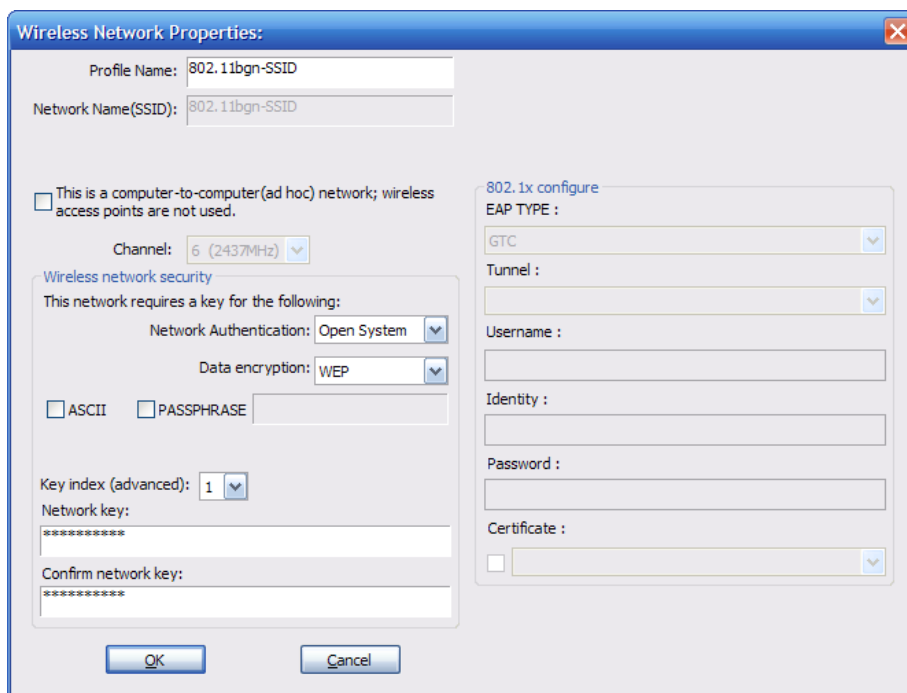 Wireless Network Properties:
Profile Name: 802.11bgn-SSID
Network Name(SSID): 802.11bgn-SSID
This is a computer-to-computer(ad hoc) network; wireless
access points are not used.
Channel: 6 (2437MHz)
Wireless network security
This network requires a key for the following:
Network Authentication: Open System
Data encryption: WEP
ASCII PASSPHRASE
Key index (advanced): 1
Network key:
**********
Confirm network key:
**********
OK Cancel
802.1x configure
EAP TYPE :
GTC
Tunnel :
Username :
Identity :
Password :
Certificate :